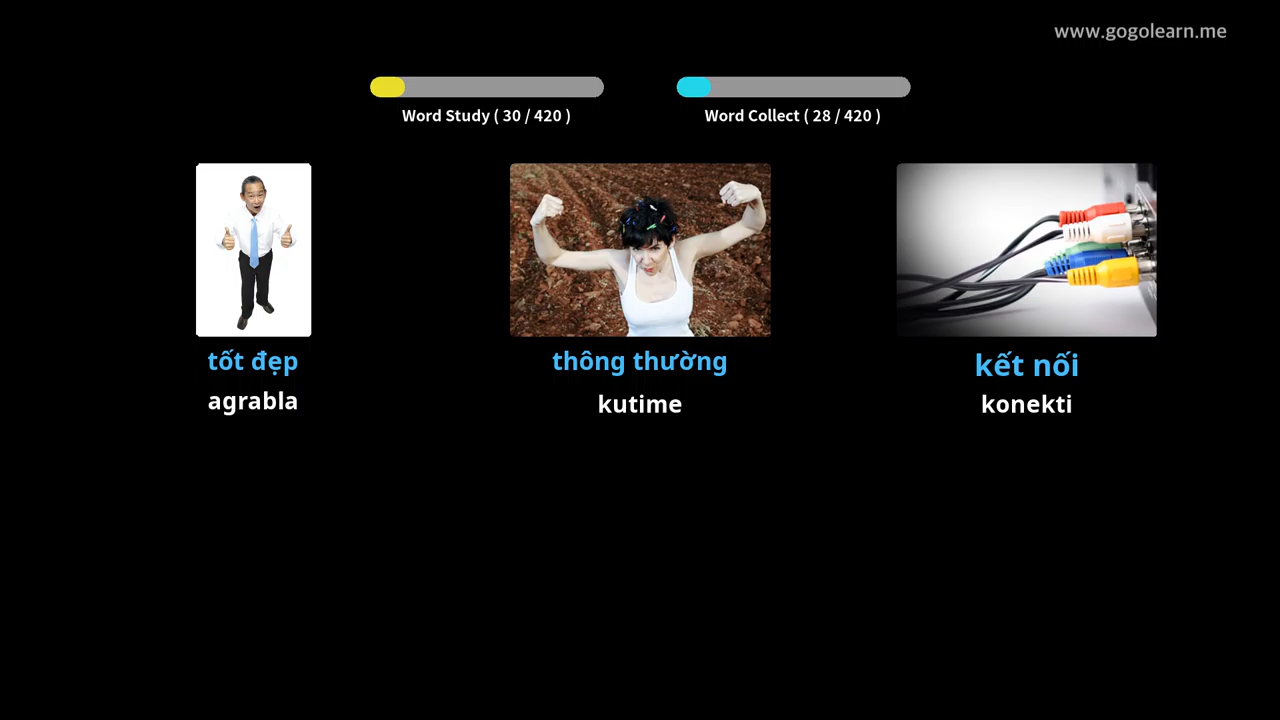 www.gogolearn.me
Word Study ( 30 / 420 )
Word Collect ( 28 / 420 )
tốt đẹp
agrabla
thông thường
kutime
kết nối
konekti